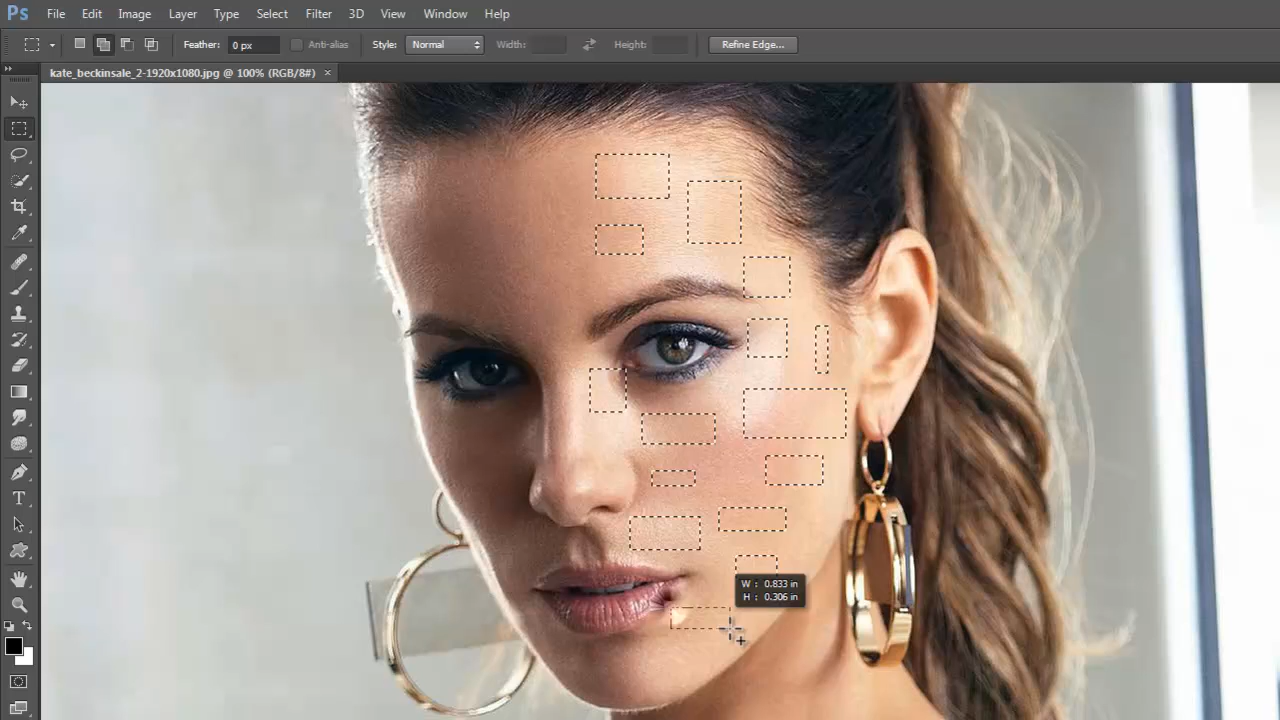 Ps File Edit Image Layer Type Select Filter 3D View Window Help
Feather: 0 px Anti-alias Style: Normal Width: Height: Refine Edge...
kate_beckinsale_2-1920x1080.jpg @ 100% (RGB/8#) ×
T
W : 0.833 in
H : 0.306 in